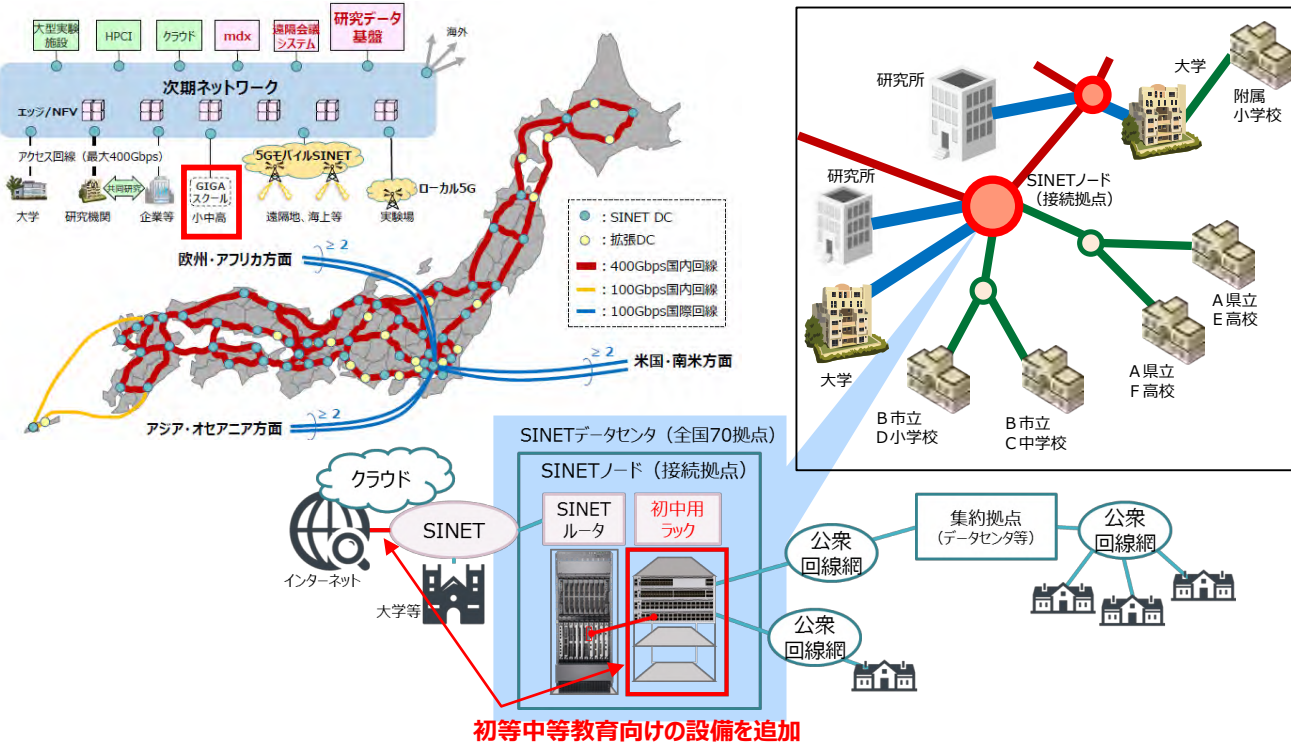 大型実験
施設
HPCI
クラウド
mdx
遠隔会議
システム
研究データ
基盤
海外
次期ネットワーク
エッジ/NFV
アクセス回線（最大400Gbps）
大学
研究機関
共同研究
企業等
GIGA
スクール
小中高
5GモバイルSINET
遠隔地、海上等
ローカル5G
実験場
：SINET DC
：拡張DC
：400Gbps国内回線
：100Gbps国内回線
：100Gbps国際回線
欧州・アフリカ方面
≥ 2
米国・南米方面
≥ 2
アジア・オセアニア方面
≥ 2
研究所
大学
附属
小学校
研究所
SINETノード
（接続拠点）
大学
B市立
D小学校
B市立
C中学校
A県立
F高校
A県立
E高校
SINETデータセンタ（全国70拠点）
SINETノード（接続拠点）
クラウド
インターネット
SINET
大学等
SINET
ルータ
初中用
ラック
公衆
回線網
集約拠点
（データセンタ等）
公衆
回線網
公衆
回線網
初等中等教育向けの設備を追加